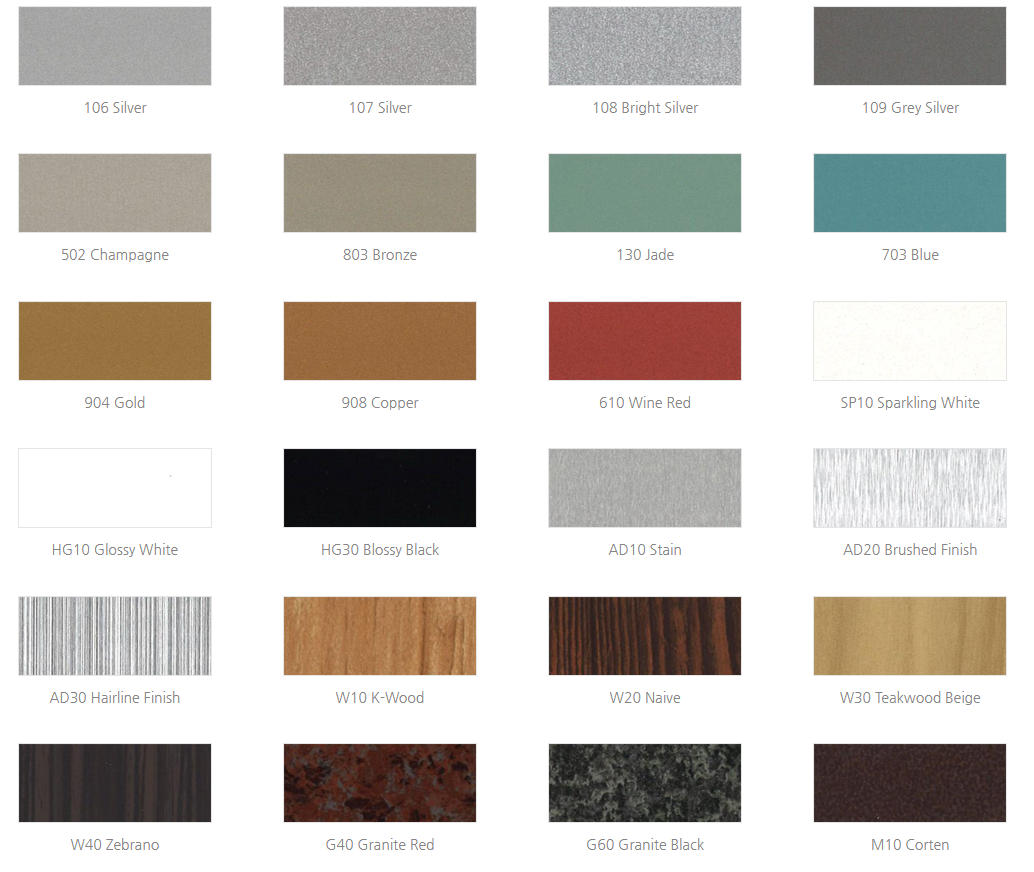 106 Silver
107 Silver
108 Bright Silver
109 Grey Silver
502 Champagne
803 Bronze
130 Jade
703 Blue
904 Gold
908 Copper
610 Wine Red
SP10 Sparkling White
HG10 Glossy White
HG30 Blossy Black
AD10 Stain
AD20 Brushed Finish
AD30 Hairline Finish
W10 K-Wood
W20 Naive
W30 Teakwood Beige
W40 Zebrano
G40 Granite Red
G60 Granite Black
M10 Corten